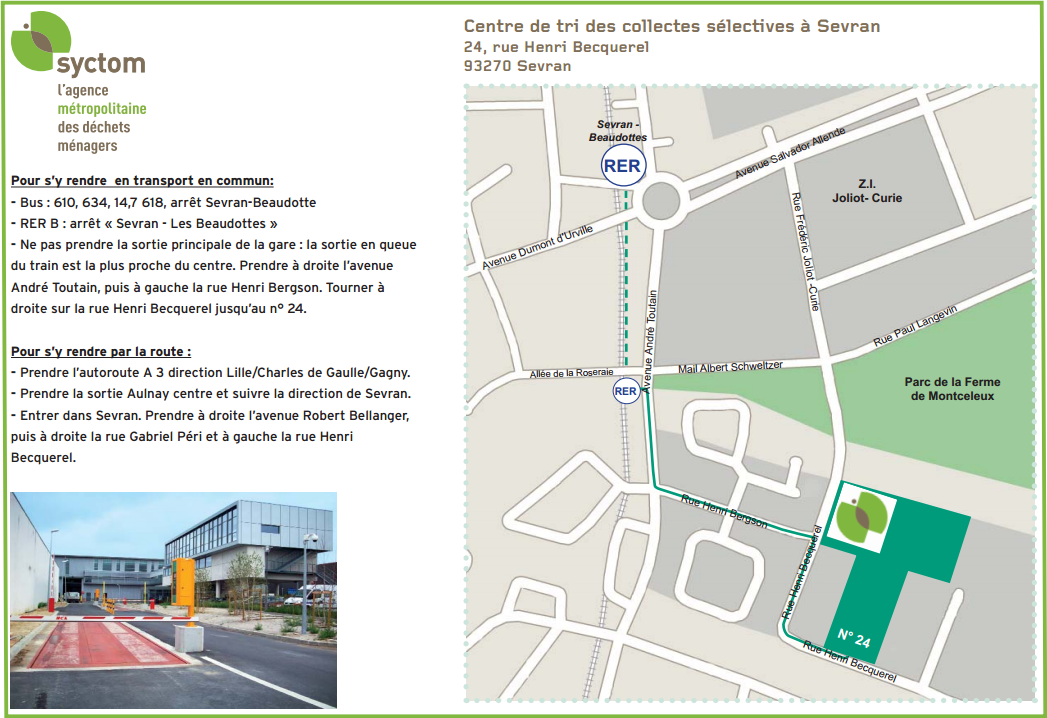 syctom
l'agence
métropolitaine
des déchets
ménagers
Centre de tri des collectes sélectives à Sevran
24, rue Henri Becquerel
93270 Sevran
Pour s'y rendre en transport en commun:
- Bus : 610, 634, 14,7 618, arrêt Sevran-Beaudotte
- RER B : arrêt « Sevran - Les Beaudottes »
- Ne pas prendre la sortie principale de la gare : la sortie en queue
du train est la plus proche du centre. Prendre à droite l'avenue
André Toutain, puis à gauche la rue Henri Bergson. Tourner à
droite sur la rue Henri Becquerel jusqu'au n° 24.
Pour s'y rendre par la route :
- Prendre l'autoroute A 3 direction Lille/Charles de Gaulle/Gagny.
- Prendre la sortie Aulnay centre et suivre la direction de Sevran.
- Entrer dans Sevran. Prendre à droite l'avenue Robert Bellanger,
puis à droite la rue Gabriel Péri et à gauche la rue Henri
Becquerel.
Sevran -
Beaudottes
RER
Avenue Salvador Allende
Z.I.
Joliot- Curie
Rue Frédéric Joliot -Curie
Avenue Dumont d'Urville
Avenue André Toutain
Rue Paul Langevin
Allée de la Roseraie
Mail Albert Schweltzer
RER
Parc de la Ferme
de Montceleux
Rue Henri Bergson
Rue Henri Becquerel
N° 24
Rue Henri Becquerel